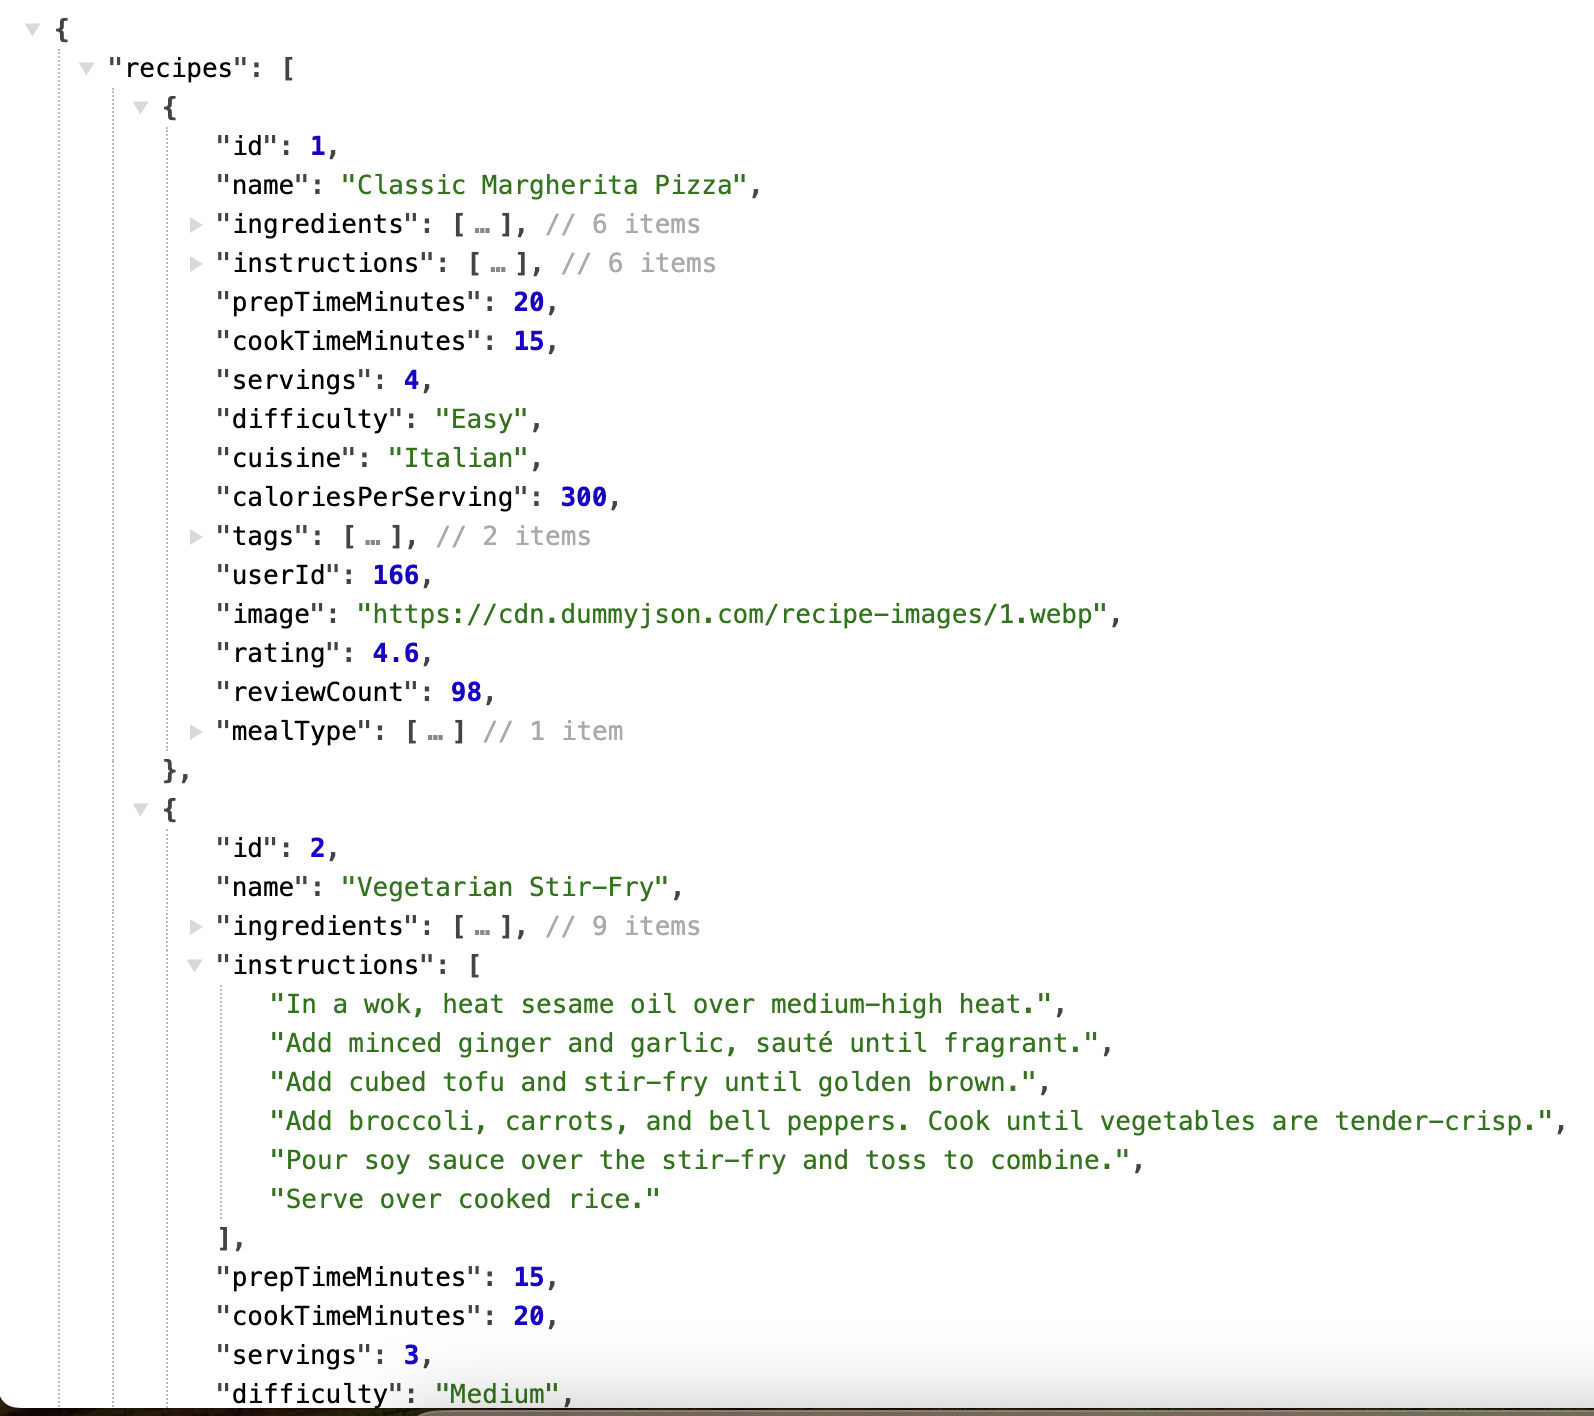 {
"recipes": [
{
"id": 1,
"name": "Classic Margherita Pizza",
"ingredients": [ … ], // 6 items
"instructions": [ … ], // 6 items
"prepTimeMinutes": 20,
"cookTimeMinutes": 15,
"servings": 4,
"difficulty": "Easy",
"cuisine": "Italian",
"caloriesPerServing": 300,
"tags": [ … ], // 2 items
"userId": 166,
"image": "https://cdn.dummyjson.com/recipe-images/1.webp",
"rating": 4.6,
"reviewCount": 98,
"mealType": [ … ] // 1 item
},
{
"id": 2,
"name": "Vegetarian Stir-Fry",
"ingredients": [ … ], // 9 items
"instructions": [
"In a wok, heat sesame oil over medium-high heat.",
"Add minced ginger and garlic, sauté until fragrant.",
"Add cubed tofu and stir-fry until golden brown.",
"Add broccoli, carrots, and bell peppers. Cook until vegetables are tender-crisp.",
"Pour soy sauce over the stir-fry and toss to combine.",
"Serve over cooked rice."
],
"prepTimeMinutes": 15,
"cookTimeMinutes": 20,
"servings": 3,
"difficulty": "Medium",